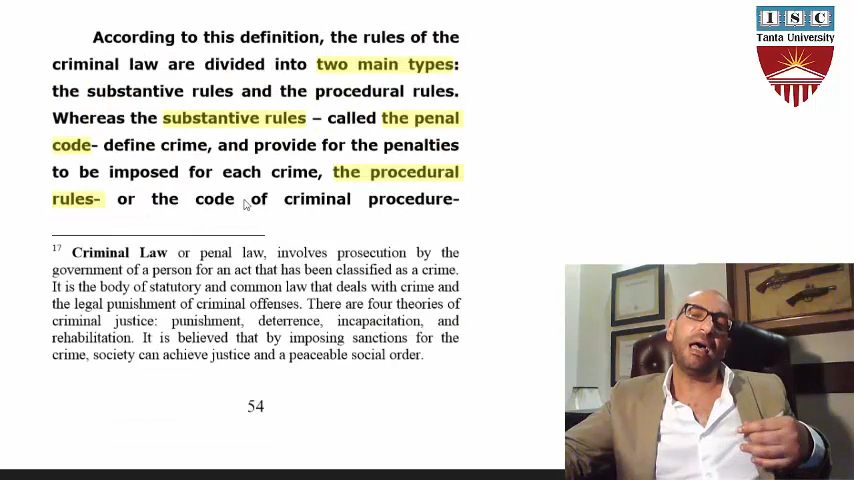 According to this definition, the rules of the
criminal law are divided into two main types:
the substantive rules and the procedural rules.
Whereas the substantive rules – called the penal
code- define crime, and provide for the penalties
to be imposed for each crime, the procedural
rules- or the code of criminal procedure-
17 Criminal Law or penal law, involves prosecution by the
government of a person for an act that has been classified as a crime.
It is the body of statutory and common law that deals with crime and
the legal punishment of criminal offenses. There are four theories of
criminal justice: punishment, deterrence, incapacitation, and
rehabilitation. It is believed that by imposing sanctions for the
crime, society can achieve justice and a peaceable social order.
54
I S C
Tanta University